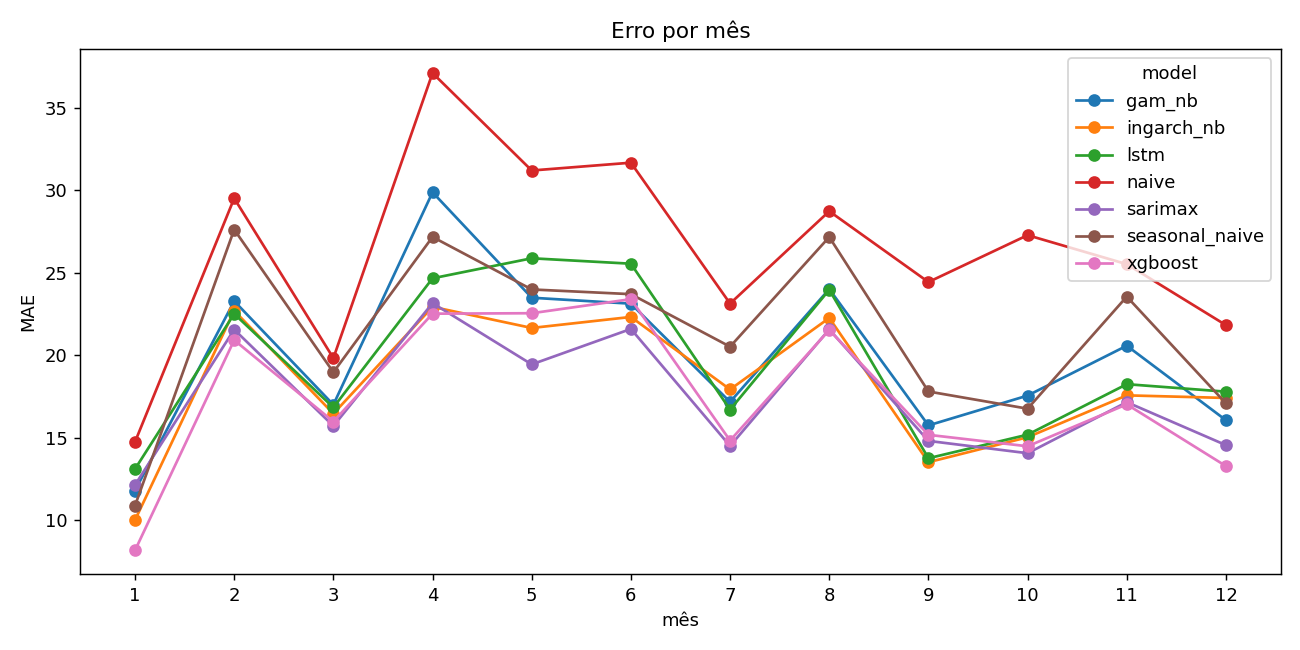 Erro por mês
model
gam_nb
ingarch_nb
lstm
naive
sarimax
seasonal_naive
xgboost
MAE
35
30
25
20
15
10
1 2 3 4 5 6 7 8 9 10 11 12
mês